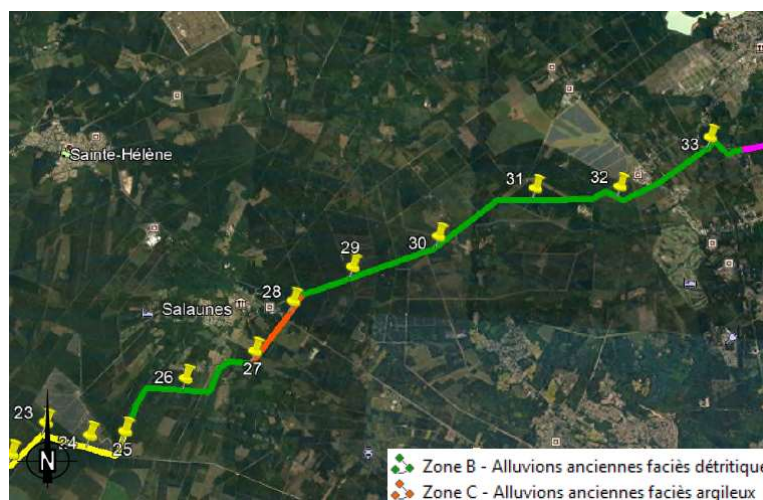 33
32
31
Sainte-Hélène
30
29
28
Salaunes
27
26
23
24
25
N
Zone B - Alluvions anciennes faciès détritique
Zone C - Alluvions anciennes faciès argileux